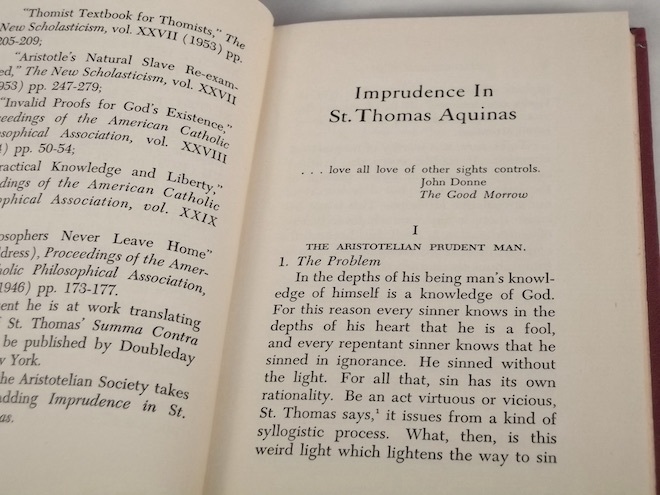 "Thomist Textbook for Thomists," The
New Scholasticism, vol. XXVII (1953) pp.
205-209;
"Aristotle's Natural Slave Re-exam-
ed," The New Scholasticism, vol. XXVII
953) pp. 247-279;
"Invalid Proofs for God's Existence,"
ceedings of the American Catholic
osophical Association, vol. XXVIII
) pp. 50-54;
ractical Knowledge and Liberty,"
dings of the American Catholic
ophical Association, vol. XXIX
osophers Never Leave Home"
dress), Proceedings of the Amer-
holic Philosophical Association,
1946) pp. 173-177.
ent he is at work translating
St. Thomas' Summa Contra
be published by Doubleday
w York.
he Aristotelian Society takes
adding Imprudence in St.
as.
Imprudence In
St. Thomas Aquinas
. . . love all love of other sights controls.
John Donne
The Good Morrow
I
THE ARISTOTELIAN PRUDENT MAN.
1. The Problem
In the depths of his being man's knowl-
edge of himself is a knowledge of God.
For this reason every sinner knows in the
depths of his heart that he is a fool,
and every repentant sinner knows that he
sinned in ignorance. He sinned without
the light. For all that, sin has its own
rationality. Be an act virtuous or vicious,
St. Thomas says,¹ it issues from a kind of
syllogistic process. What, then, is this
weird light which lightens the way to sin